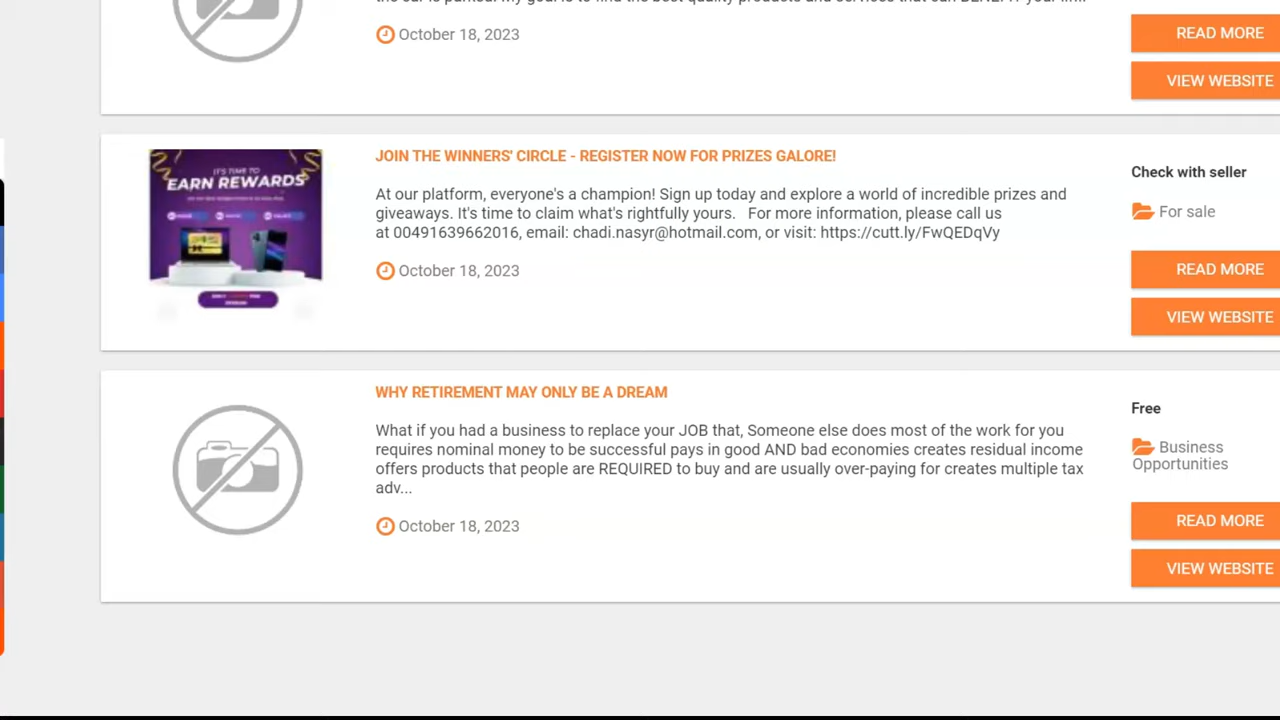 October 18, 2023
READ MORE
VIEW WEBSITE
IT'S TIME TO
EARN REWARDS
JOIN THE WINNERS' CIRCLE - REGISTER NOW FOR PRIZES GALORE!
At our platform, everyone's a champion! Sign up today and explore a world of incredible prizes and
giveaways. It's time to claim what's rightfully yours.   For more information, please call us
at 00491639662016, email: chadi.nasyr@hotmail.com, or visit: https://cutt.ly/FwQEDqVy
October 18, 2023
Check with seller
For sale
READ MORE
VIEW WEBSITE
WHY RETIREMENT MAY ONLY BE A DREAM
What if you had a business to replace your JOB that, Someone else does most of the work for you
requires nominal money to be successful pays in good AND bad economies creates residual income
offers products that people are REQUIRED to buy and are usually over-paying for creates multiple tax
adv...
October 18, 2023
Free
Business
Opportunities
READ MORE
VIEW WEBSITE